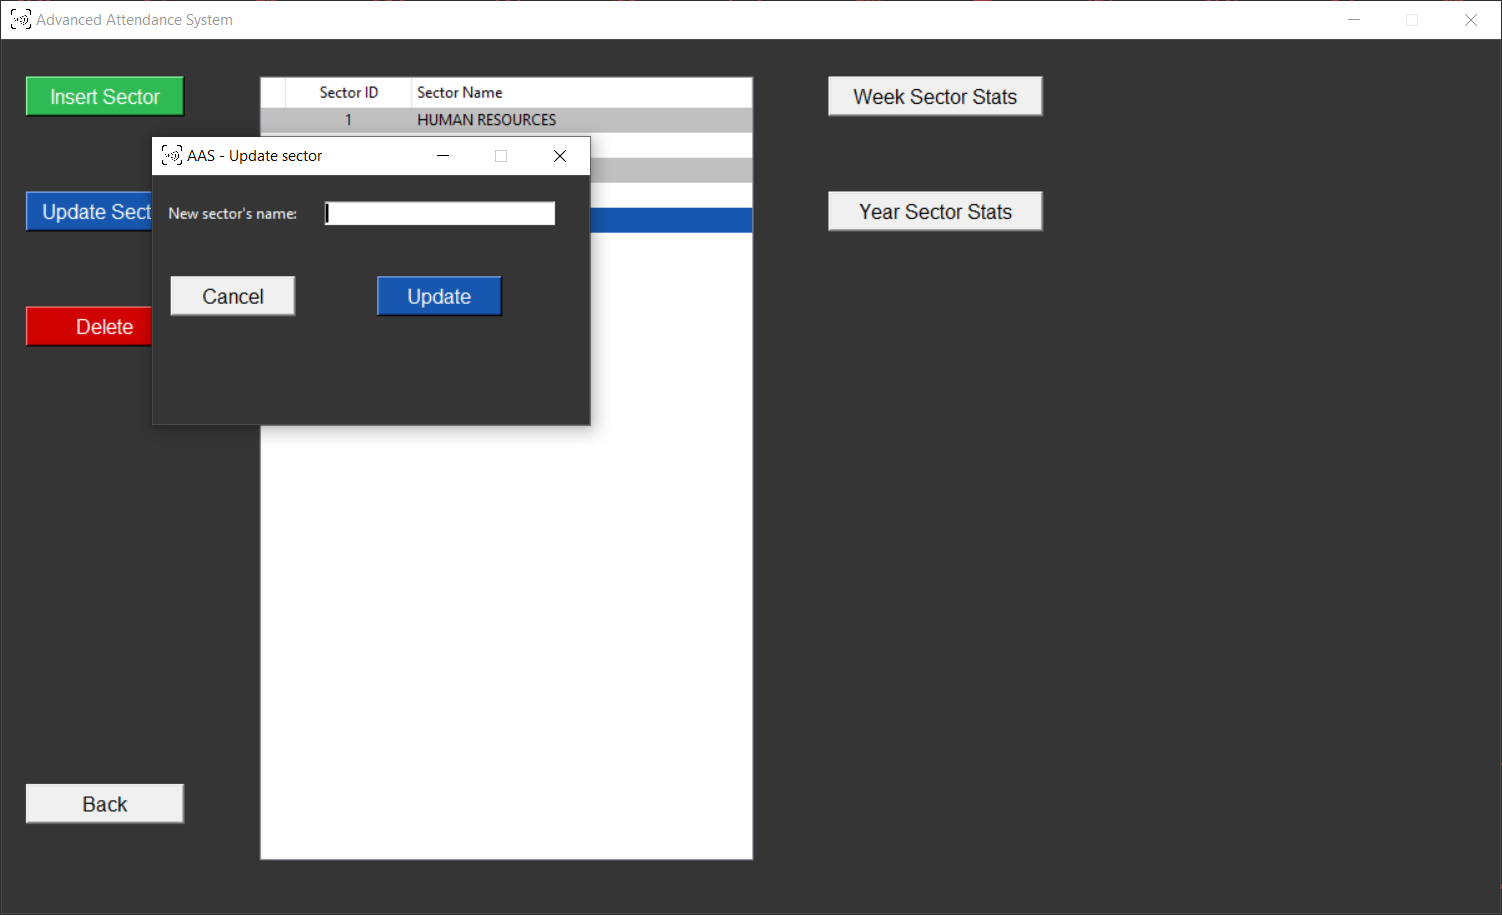 Advanced Attendance System
Insert Sector
Sector ID Sector Name
1 HUMAN RESOURCES
Week Sector Stats
AAS - Update sector
Update Sect
New sector's name:
Year Sector Stats
Cancel Update
Delete
Back